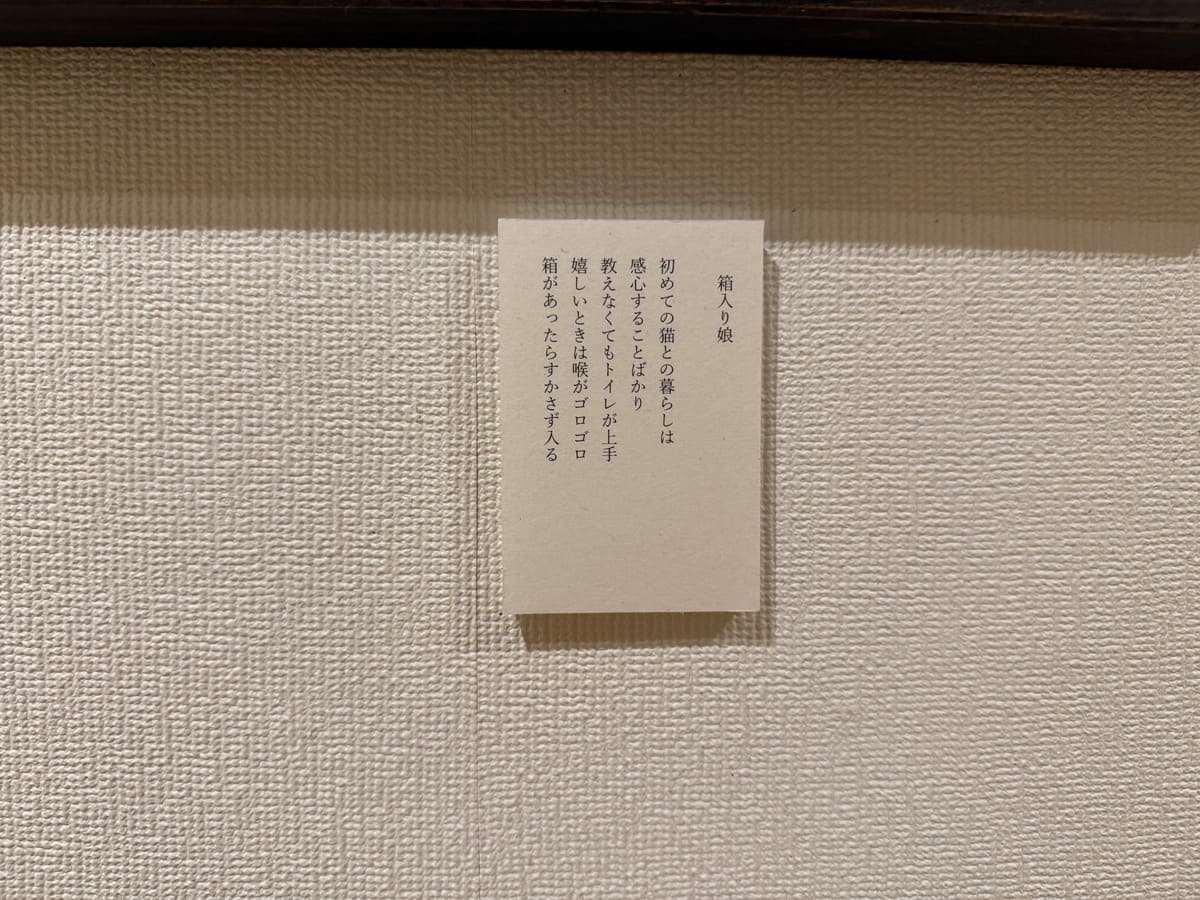 箱入り娘
初めての猫との暮らしは
感心することばかり
教えなくてもトイレが上手
嬉しいときは喉がゴロゴロ
箱があったらすかさず入る